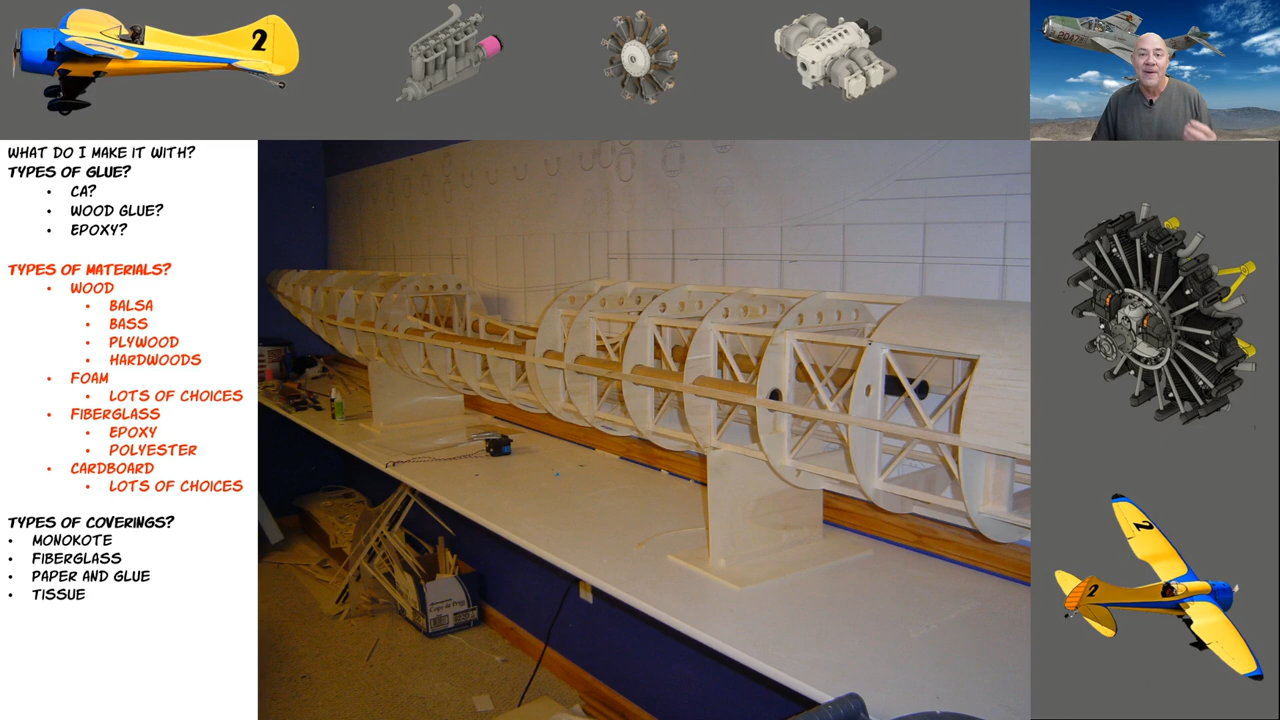 2
WHAT DO I MAKE IT WITH?
TYPES OF GLUE?
• CA?
• WOOD GLUE?
• EPOXY?
TYPES OF MATERIALS?
• WOOD
• BALSA
• BASS
• PLYWOOD
• HARDWOODS
• FOAM
• LOTS OF CHOICES
• FIBERGLASS
• EPOXY
• POLYESTER
• CARDBOARD
• LOTS OF CHOICES
TYPES OF COVERINGS?
• MONOKOTE
• FIBERGLASS
• PAPER AND GLUE
• TISSUE
2
2